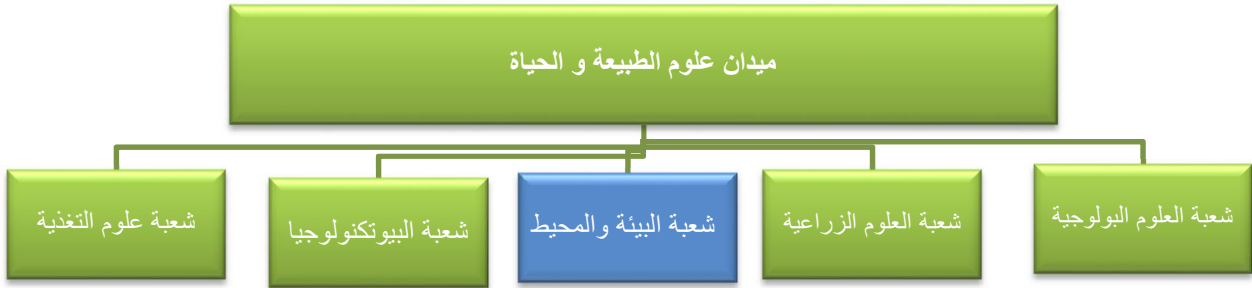 ميدان علوم الطبيعة و الحياة
شعبة العلوم البولوجية
شعبة العلوم الزراعية
شعبة البيئة والمحيط
شعبة البيوتكنولوجيا
شعبة علوم التغذية